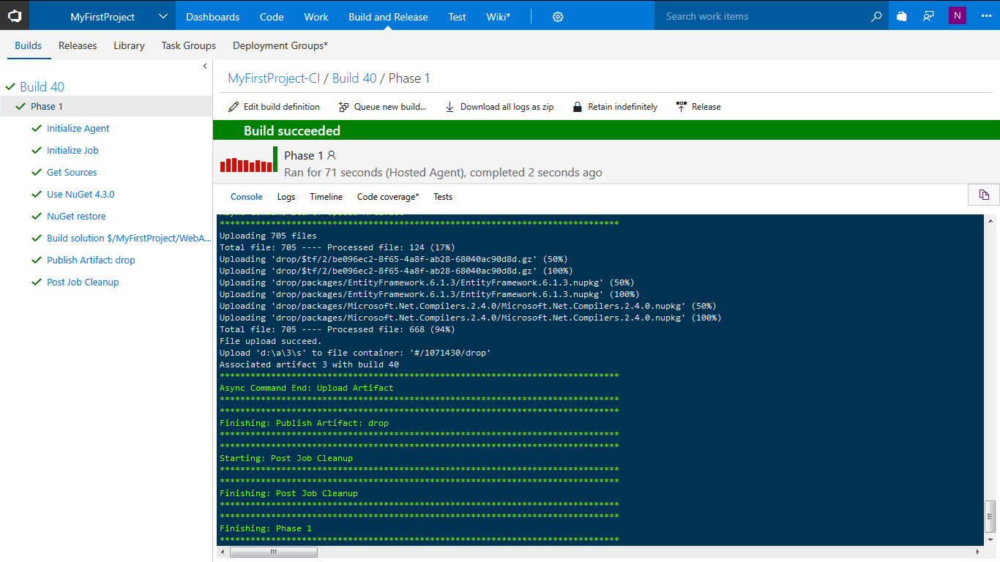 MyFirstProject
Dashboards
Code
Work
Build and Release
Test
Wiki*
Search work items
N
Builds
Releases
Library
Task Groups
Deployment Groups*
Build 40
Phase 1
Initialize Agent
Initialize Job
Get Sources
Use NuGet 4.3.0
NuGet restore
Build solution $/MyFirstProject/WebA...
Publish Artifact: drop
Post Job Cleanup
MyFirstProject-CI / Build 40 / Phase 1
Edit build definition
Queue new build...
Download all logs as zip
Retain indefinitely
Release
Build succeeded
Phase 1
Ran for 71 seconds (Hosted Agent), completed 2 seconds ago
Console
Logs
Timeline
Code coverage*
Tests
******************************************************************************
Uploading 705 files
Total file: 705 ---- Processed file: 124 (17%)
Uploading 'drop/$tf/2/be096ec2-8f65-4a8f-ab28-68040ac90d8d.gz' (50%)
Uploading 'drop/$tf/2/be096ec2-8f65-4a8f-ab28-68040ac90d8d.gz' (100%)
Uploading 'drop/packages/EntityFramework.6.1.3/EntityFramework.6.1.3.nupkg' (50%)
Uploading 'drop/packages/EntityFramework.6.1.3/EntityFramework.6.1.3.nupkg' (100%)
Uploading 'drop/packages/Microsoft.Net.Compilers.2.4.0/Microsoft.Net.Compilers.2.4.0.nupkg' (50%)
Uploading 'drop/packages/Microsoft.Net.Compilers.2.4.0/Microsoft.Net.Compilers.2.4.0.nupkg' (100%)
Total file: 705 ---- Processed file: 668 (94%)
File upload succeed.
Upload 'd:\a\3\s' to file container: '#/1071430/drop'
Associated artifact 3 with build 40
******************************************************************************
Async Command End: Upload Artifact
******************************************************************************
******************************************************************************
Finishing: Publish Artifact: drop
******************************************************************************
******************************************************************************
Starting: Post Job Cleanup
******************************************************************************
******************************************************************************
Finishing: Post Job Cleanup
******************************************************************************
******************************************************************************
Finishing: Phase 1
******************************************************************************